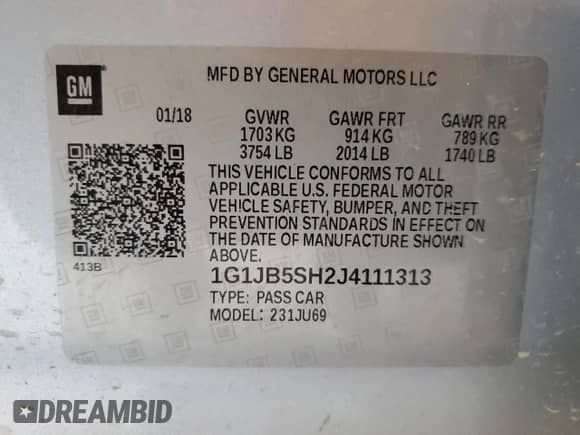 GM
MFD BY GENERAL MOTORS LLC
01/18 GVWR GAWR FRT GAWR RR
1703 KG 914 KG 789 KG
3754 LB 2014 LB 1740 LB
THIS VEHICLE CONFORMS TO ALL
APPLICABLE U.S. FEDERAL MOTOR
VEHICLE SAFETY, BUMPER, AND THEFT
PREVENTION STANDARDS IN EFFECT ON
THE DATE OF MANUFACTURE SHOWN
ABOVE.
413B
1G1JB5SH2J4111313
TYPE: PASS CAR
MODEL: 231JU69
DREAMBID